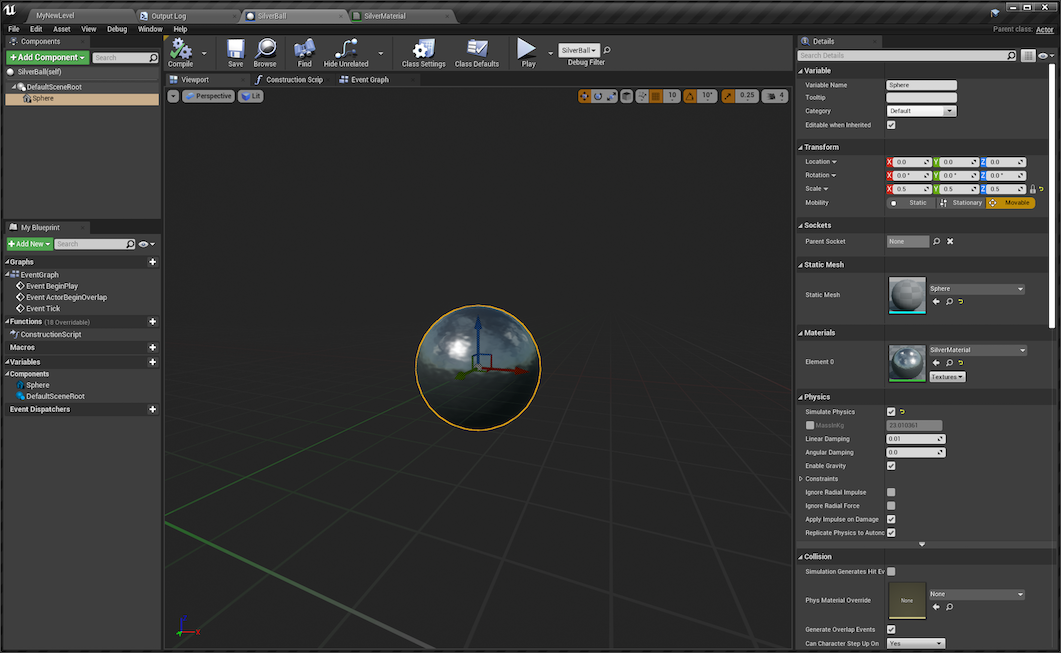 MyNewLevel
Output Log
SilverBall
SilverMaterial
File Edit Asset View Debug Window Help
Parent class: Actor
Components
+ Add Component
Search
SilverBall(self)
DefaultSceneRoot
Sphere
My Blueprint
+ Add New
Search
Graphs
EventGraph
Event BeginPlay
Event ActorBeginOverlap
Event Tick
Functions (18 Overridable)
ConstructionScript
Macros
Variables
Components
Sphere
DefaultSceneRoot
Event Dispatchers
Compile
Save
Browse
Find
Hide Unrelated
Class Settings
Class Defaults
Play
SilverBall
Debug Filter
Viewport
Construction Scrip
Event Graph
Perspective
Lit
10
10°
0.25
4
Details
Search Details
Variable
Variable Name Sphere
Tooltip
Category Default
Editable when Inherited
Transform
Location X 0.0 Y 0.0 Z 0.0
Rotation X 0.0 ° Y 0.0 ° Z 0.0 °
Scale X 0.5 Y 0.5 Z 0.5
Mobility Static Stationary Movable
Sockets
Parent Socket None
Static Mesh
Static Mesh Sphere
Materials
Element 0 SilverMaterial
Textures
Physics
Simulate Physics
MassInKg 23.010361
Linear Damping 0.01
Angular Damping 0.0
Enable Gravity
Constraints
Ignore Radial Impulse
Ignore Radial Force
Apply Impulse on Damage
Replicate Physics to Autono
Collision
Simulation Generates Hit Ev
Phys Material Override None None
Generate Overlap Events
Can Character Step Up On Yes